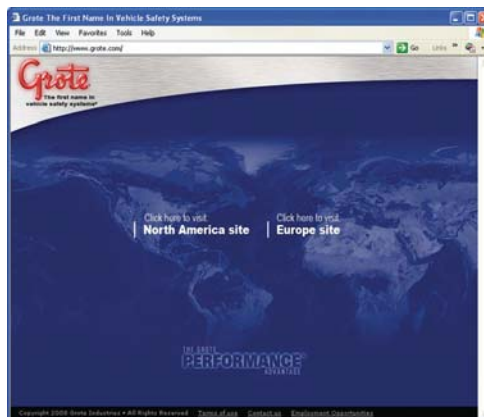 Grote The First Name In Vehicle Safety Systems
File Edit View Favorites Tools Help
Address http://www.grote.com/ Go Links »
Grote
The first name in
vehicle safety systems®
Click here to visit
North America site
Click here to visit
Europe site
THE GROTE
PERFORMANCE
ADVANTAGE
Copyright 2008 Grote Industries • All Rights Reserved Terms of use Contact us Employment Opportunities